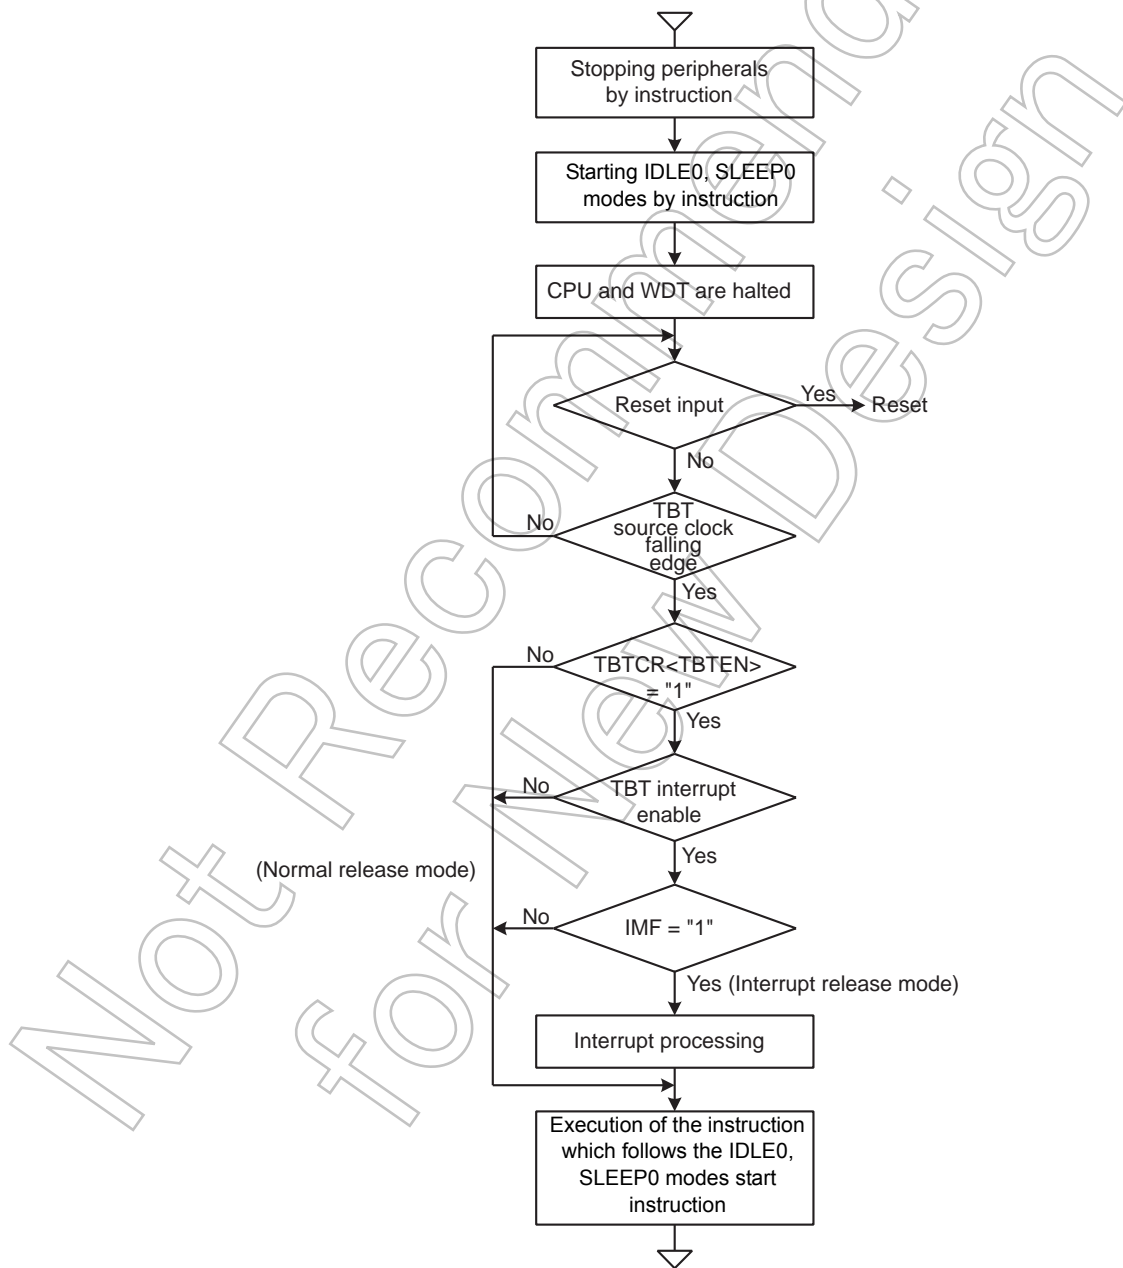 Stopping peripherals
by instruction
Starting IDLE0, SLEEP0
modes by instruction
CPU and WDT are halted
Reset input
Yes
Reset
No
TBT
source clock
falling
edge
No
Yes
No
TBTCR<TBTEN>
= "1"
Yes
No
TBT interrupt
enable
Yes
(Normal release mode)
No
IMF = "1"
Yes (Interrupt release mode)
Interrupt processing
Execution of the instruction
which follows the IDLE0,
SLEEP0 modes start
instruction
Not Recommend
for New Design